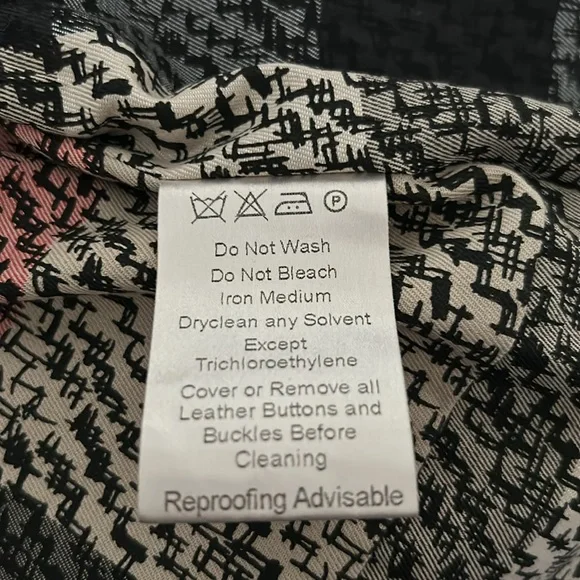 P
Do Not Wash
Do Not Bleach
Iron Medium
Dryclean any Solvent
Except
Trichloroethylene
Cover or Remove all
Leather Buttons and
Buckles Before
Cleaning
Reproofing Advisable